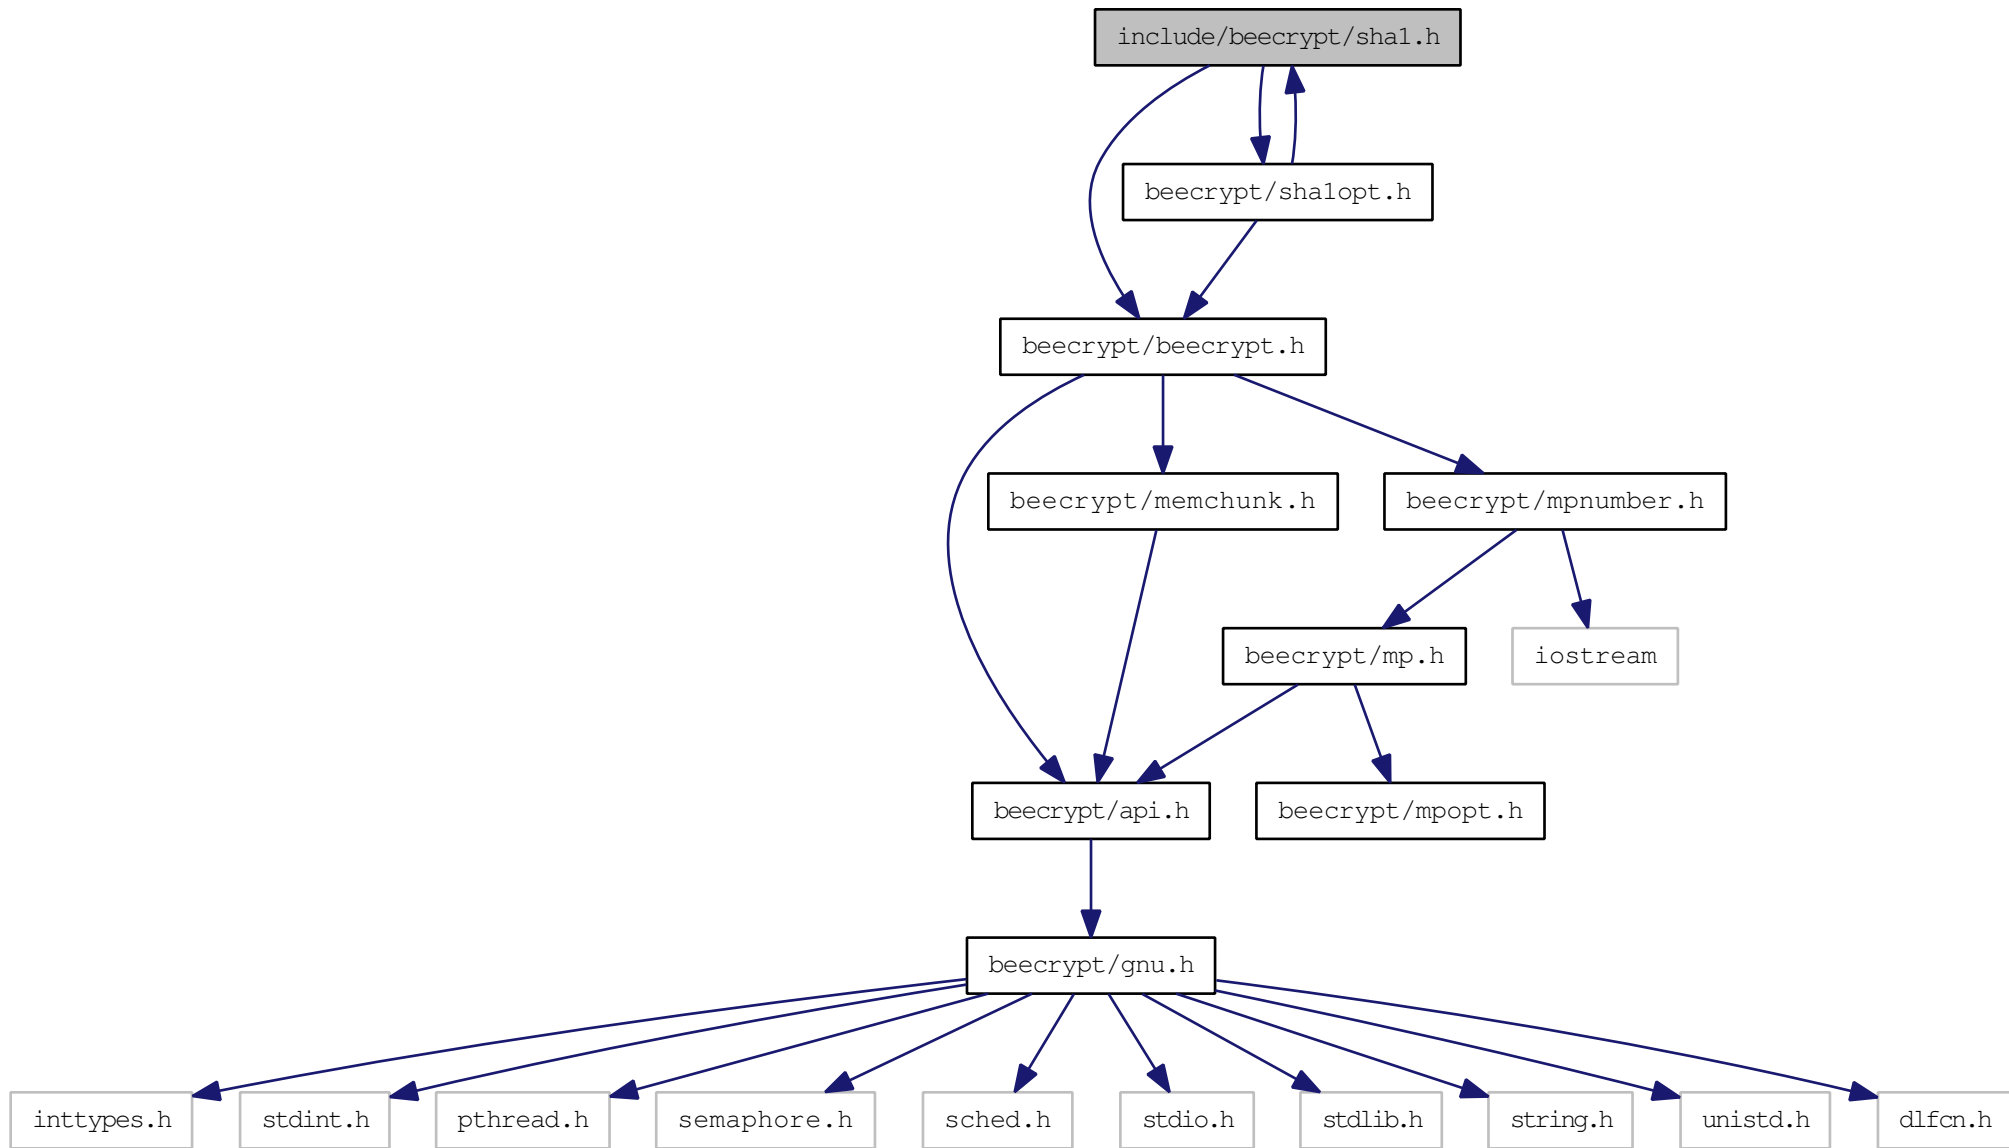 include/beecrypt/sha1.h
beecrypt/sha1opt.h
beecrypt/beecrypt.h
beecrypt/memchunk.h
beecrypt/mpnumber.h
beecrypt/mp.h
iostream
beecrypt/api.h
beecrypt/mpopt.h
beecrypt/gnu.h
inttypes.h
stdint.h
pthread.h
semaphore.h
sched.h
stdio.h
stdlib.h
string.h
unistd.h
dlfcn.h